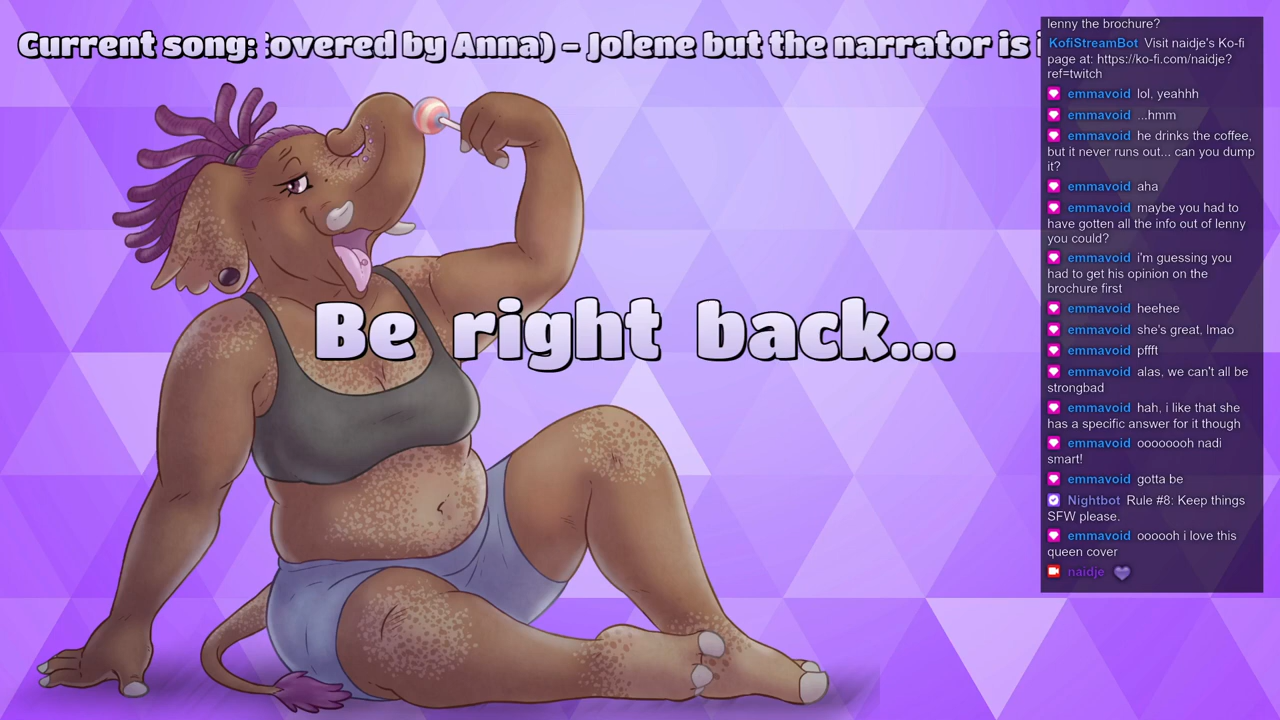 Current song: overed by Anna) - Jolene but the narrator is
Be right back...
lenny the brochure?
KofiStreamBot Visit naidje's Ko-fi
page at: https://ko-fi.com/naidje?
ref=twitch
emmavoid lol, yeahhh
emmavoid ...hmm
emmavoid he drinks the coffee,
but it never runs out... can you dump
it?
emmavoid aha
emmavoid maybe you had to
have gotten all the info out of lenny
you could?
emmavoid i'm guessing you
had to get his opinion on the
brochure first
emmavoid heehee
emmavoid she's great, lmao
emmavoid pffft
emmavoid alas, we can't all be
strongbad
emmavoid hah, i like that she
has a specific answer for it though
emmavoid oooooooh nadi
smart!
emmavoid gotta be
Nightbot Rule #8: Keep things
SFW please.
emmavoid oooooh i love this
queen cover
naidje